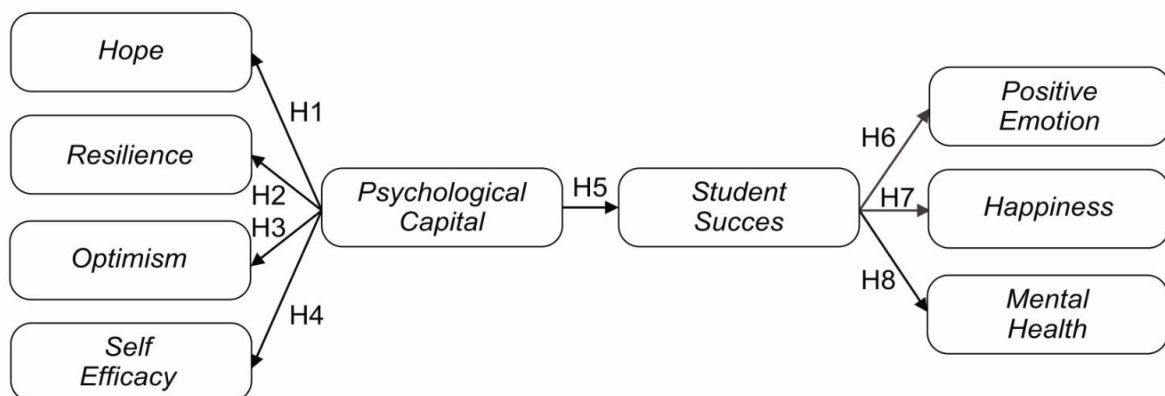 Hope
H1
Resilience
H2
H3
Optimism
H4
Self
Efficacy
Psychological
Capital
H5
Student
Succes
H6
H7
H8
Positive
Emotion
Happiness
Mental
Health